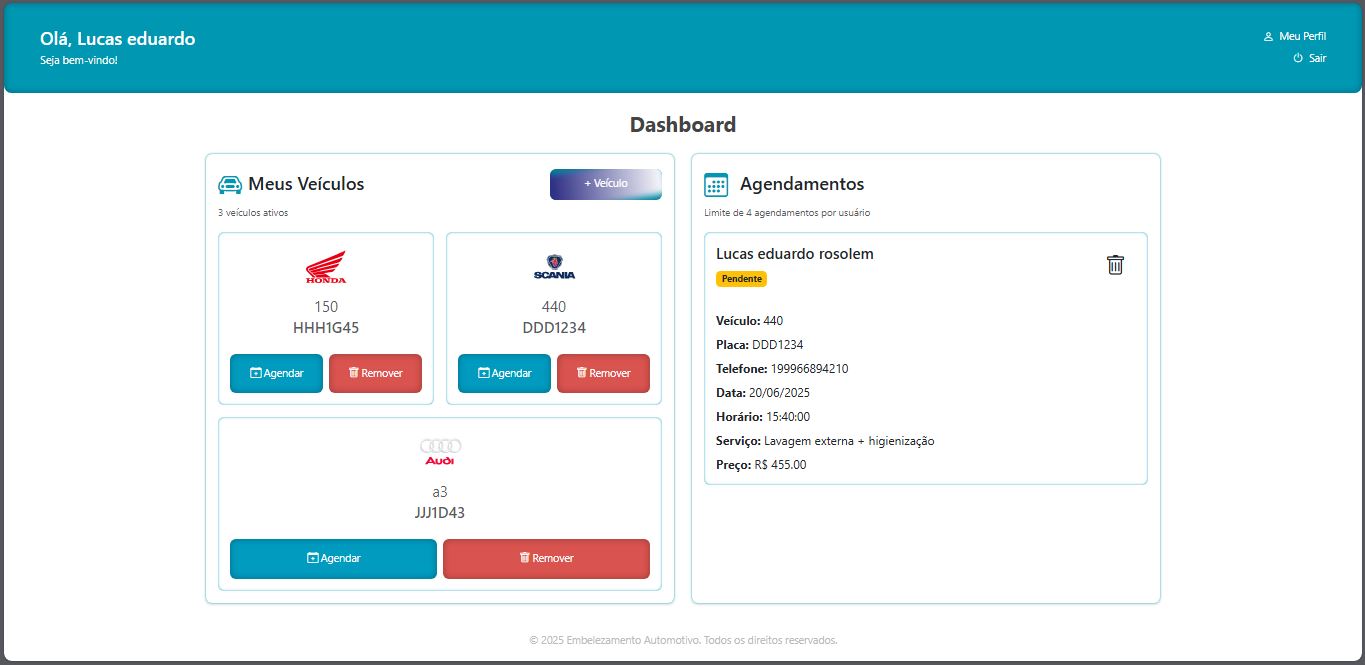 Olá, Lucas eduardo
Seja bem-vindo!
Meu Perfil
Sair
Dashboard
Meus Veículos
+ Veículo
3 veículos ativos
HONDA
150
HHH1G45
Agendar
Remover
SCANIA
440
DDD1234
Agendar
Remover
Audi
a3
JJJ1D43
Agendar
Remover
Agendamentos
Limite de 4 agendamentos por usuário
Lucas eduardo rosolem
Pendente
Veículo: 440
Placa: DDD1234
Telefone: 199966894210
Data: 20/06/2025
Horário: 15:40:00
Serviço: Lavagem externa + higienização
Preço: R$ 455.00
© 2025 Embelezamento Automotivo. Todos os direitos reservados.